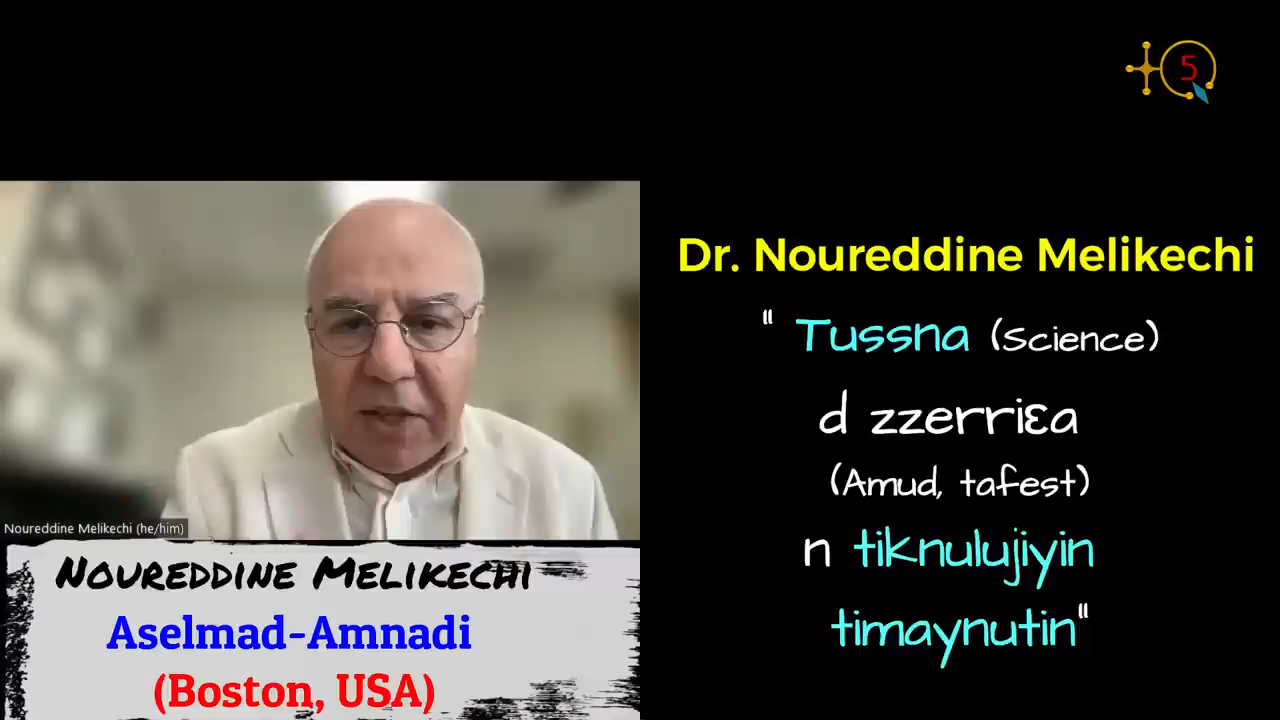 5
Noureddine Melikechi (he/him)
NOUREDDINE MELIKECHI
Aselmad-Amnadi
(Boston, USA)
Dr. Noureddine Melikechi
" Tussna (Science)
d zzerriɛa
(Amud, tafest)
n tiknulujiyin
timaynutin"